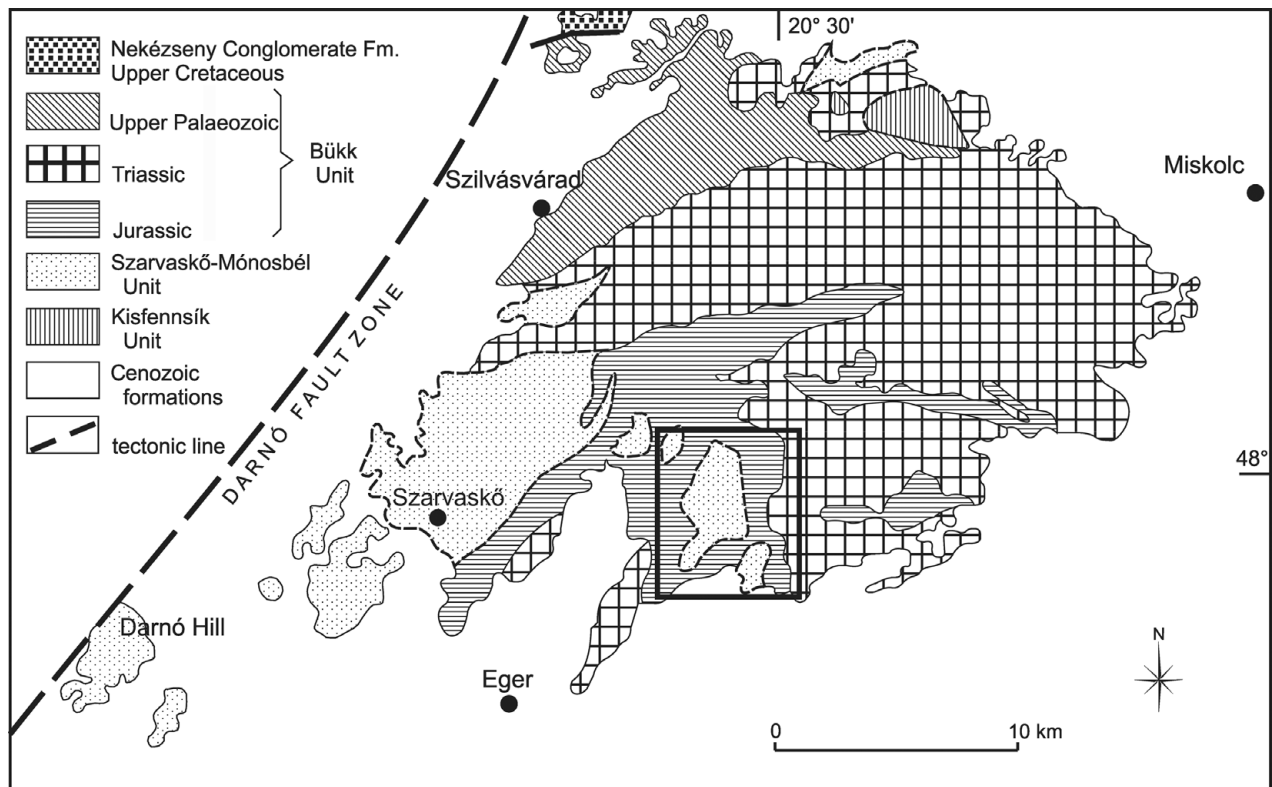 Nekézseny Conglomerate Fm.
Upper Cretaceous
Upper Palaeozoic
Triassic
Jurassic
Bükk
Unit
Szarvaskő-Mónosbél
Unit
Kisfennsík
Unit
Cenozoic
formations
tectonic line
20° 30'
Miskolc
Szilvásvárad
DARNÓ FAULT ZONE
48°
Szarvaskő
Darnó Hill
Eger
N
0 10 km